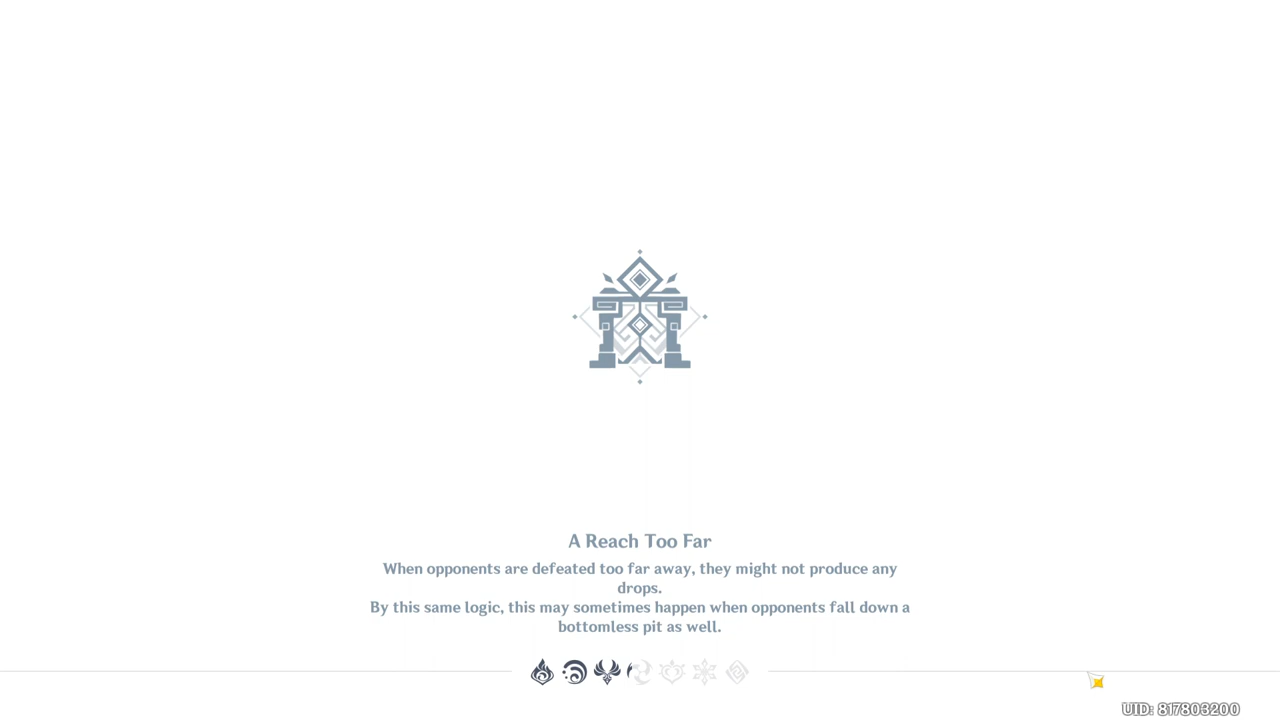 A Reach Too Far
When opponents are defeated too far away, they might not produce any
drops.
By this same logic, this may sometimes happen when opponents fall down a
bottomless pit as well.
UID: 817803200